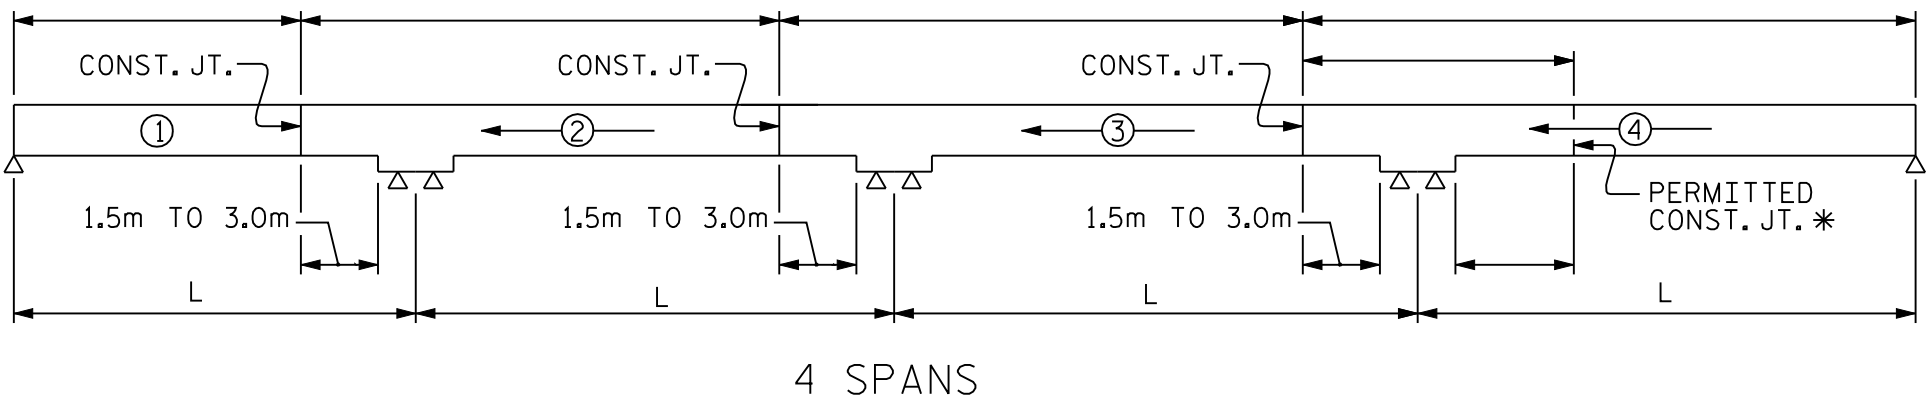 CONST. JT.
CONST. JT.
CONST. JT.
1
2
3
4
PERMITTED
CONST. JT. *
1.5m TO 3.0m
1.5m TO 3.0m
1.5m TO 3.0m
L
L
L
L
4 SPANS